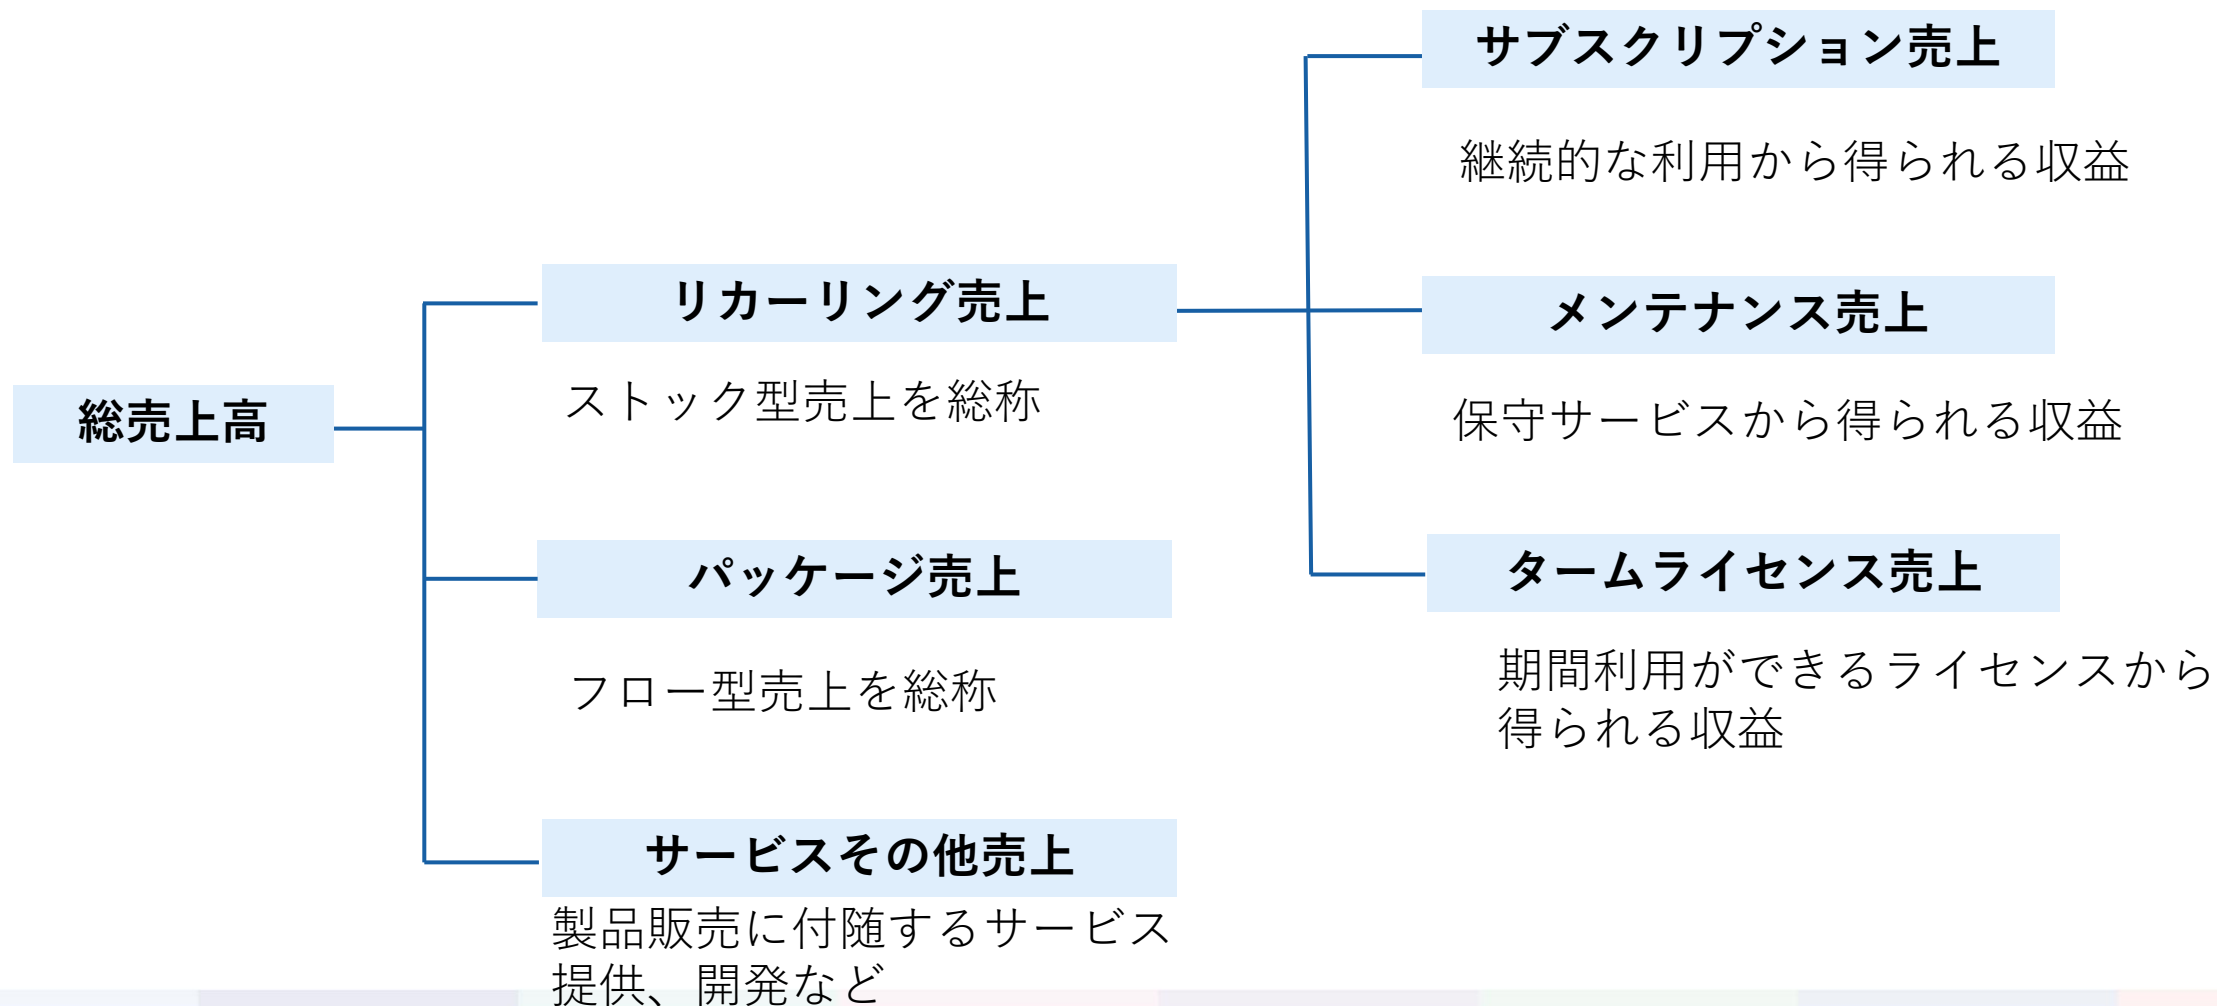 総売上高
リカーリング売上
ストック型売上を総称
パッケージ売上
フロー型売上を総称
サービスその他売上
製品販売に付随するサービス
提供、開発など
サブスクリプション売上
継続的な利用から得られる収益
メンテナンス売上
保守サービスから得られる収益
タームライセンス売上
期間利用ができるライセンスから
得られる収益